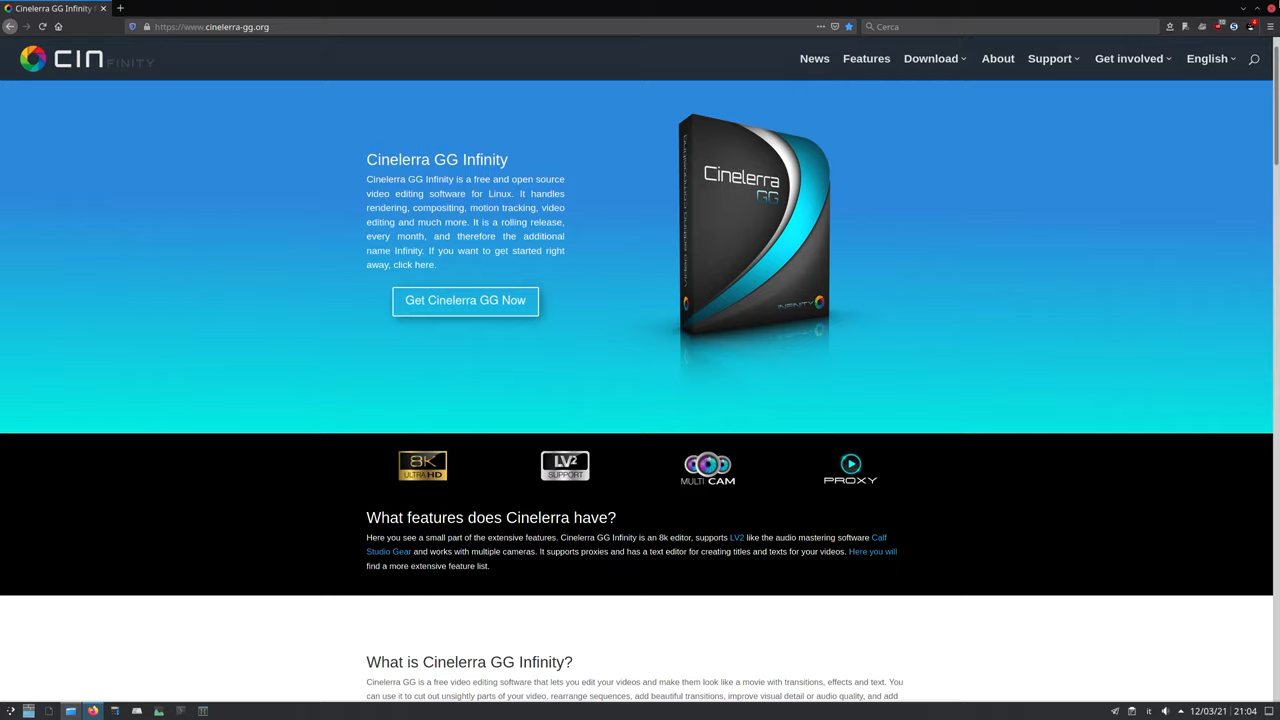 Cinelerra GG Infinity
https://www.cinelerra-gg.org
Cerca
CIN FINITY
News Features Download About Support Get involved English
Cinelerra GG Infinity
Cinelerra GG Infinity is a free and open source
video editing software for Linux. It handles
rendering, compositing, motion tracking, video
editing and much more. It is a rolling release,
every month, and therefore the additional
name Infinity. If you want to get started right
away, click here.
Get Cinelerra GG Now
Cinelerra
GG
INFINITY
8K
ULTRA HD
LV2
SUPPORT
MULTI CAM
PROXY
What features does Cinelerra have?
Here you see a small part of the extensive features. Cinelerra GG Infinity is an 8k editor, supports LV2 like the audio mastering software Calf
Studio Gear and works with multiple cameras. It supports proxies and has a text editor for creating titles and texts for your videos. Here you will
find a more extensive feature list.
What is Cinelerra GG Infinity?
Cinelerra GG is a free video editing software that lets you edit your videos and make them look like a movie with transitions, effects and text. You
can use it to cut out unsightly parts of your video, rearrange sequences, add beautiful transitions, improve visual detail or audio quality, and add
it 12/03/21 21:04